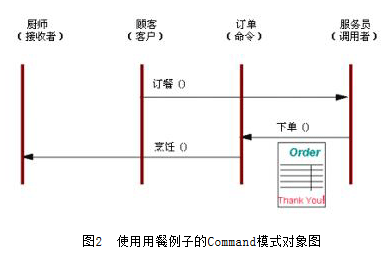 厨师 顾客 订单 服务员
(接收者) (客户) (命令) (调用者)
订餐 ()
下单 ()
烹饪 ()
Order
Thank You!
图2 使用用餐例子的Command模式对象图